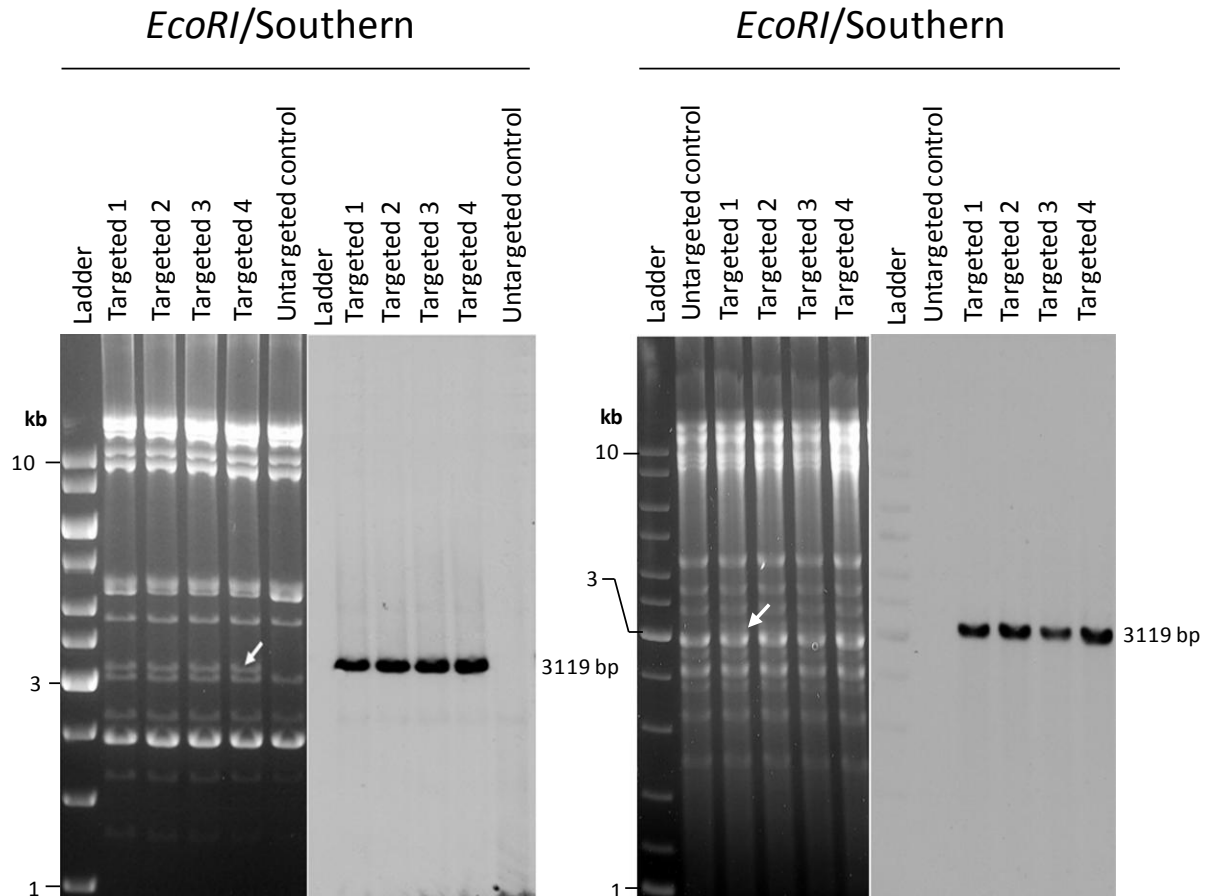 EcoRI/Southern
EcoRI/Southern
Ladder
Targeted 1
Targeted 2
Targeted 3
Targeted 4
Untargeted control
Ladder
Targeted 1
Targeted 2
Targeted 3
Targeted 4
Untargeted control
Ladder
Untargeted control
Targeted 1
Targeted 2
Targeted 3
Targeted 4
Ladder
Untargeted control
Targeted 1
Targeted 2
Targeted 3
Targeted 4
kb
10
3
1
3119 bp
kb
10
3
1
3119 bp